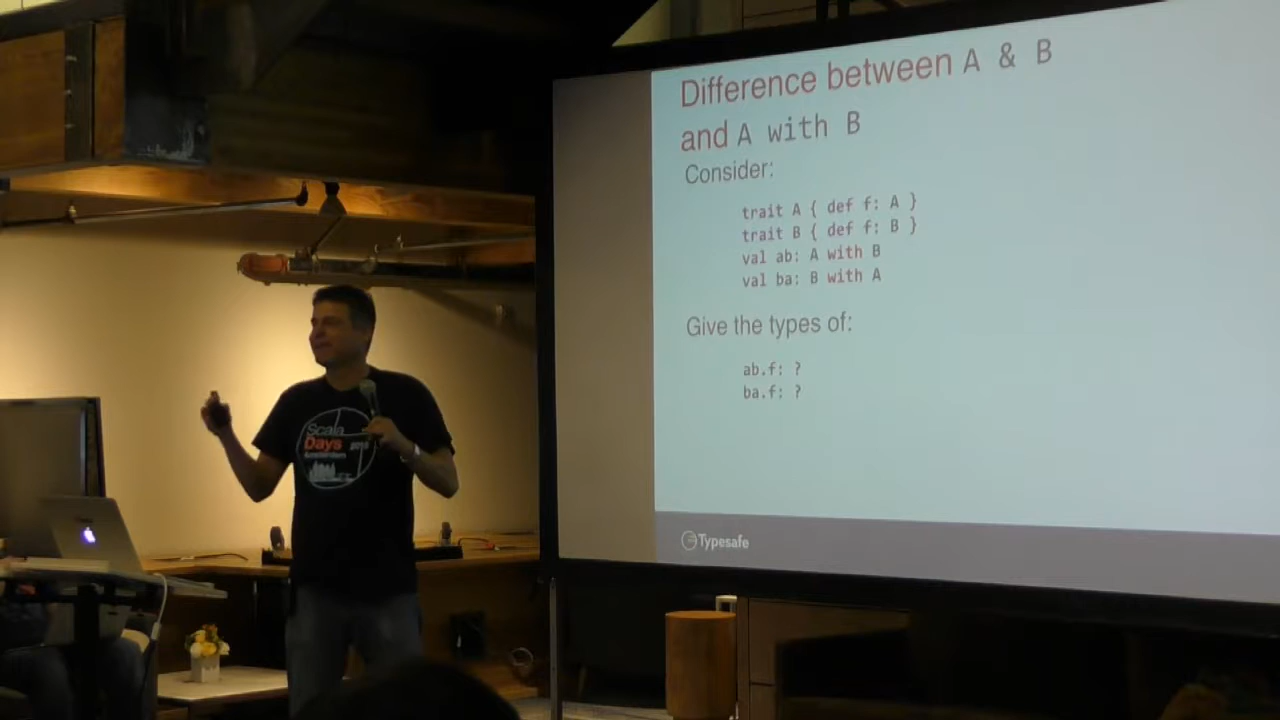 Difference between A & B
and A with B
Consider:
trait A { def f: A }
trait B { def f: B }
val ab: A with B
val ba: B with A
Give the types of:
ab.f: ?
ba.f: ?
Typesafe
Scala
Days
Amsterdam